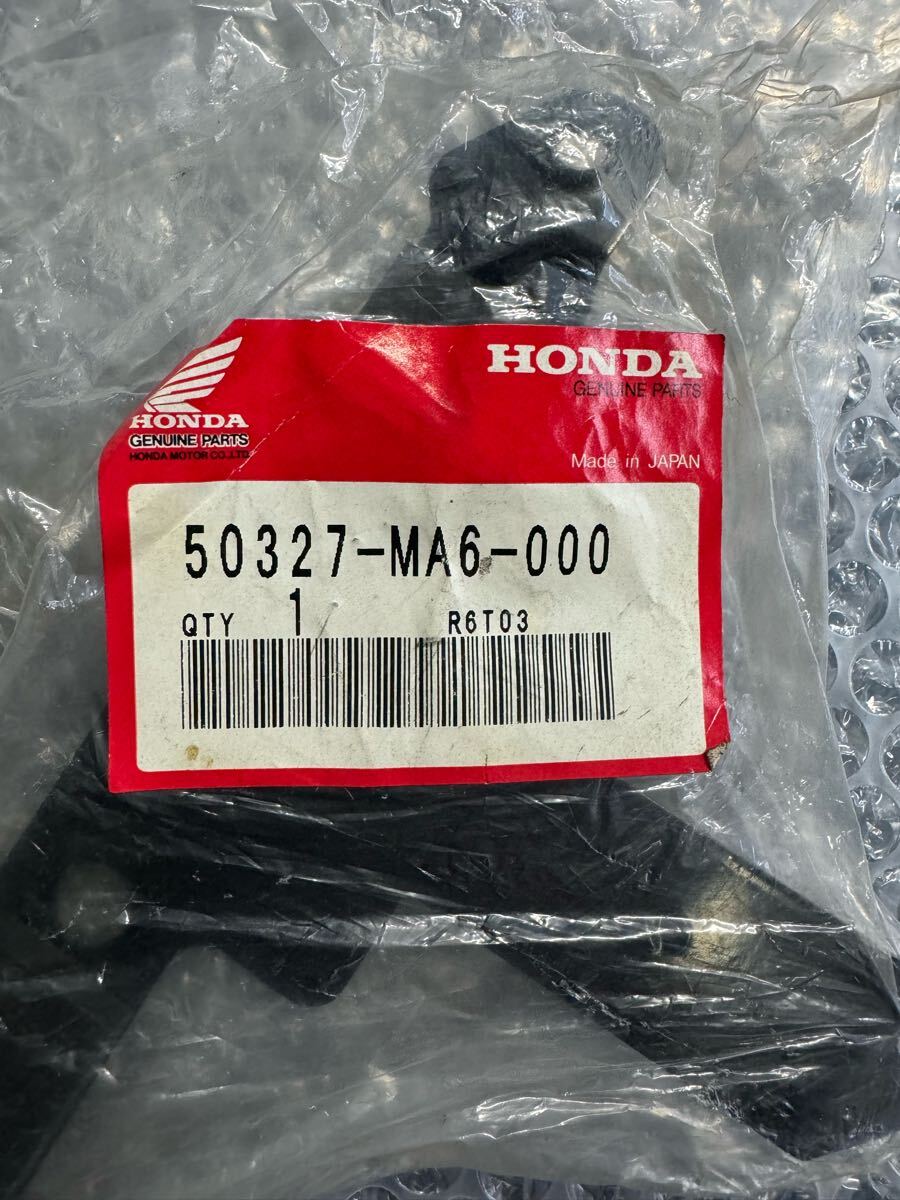 HONDA
GENUINE PARTS
HONDA MOTOR CO.,LTD.
HONDA
GENUINE PARTS
Made in JAPAN
50327-MA6-000
QTY 1 R6T03